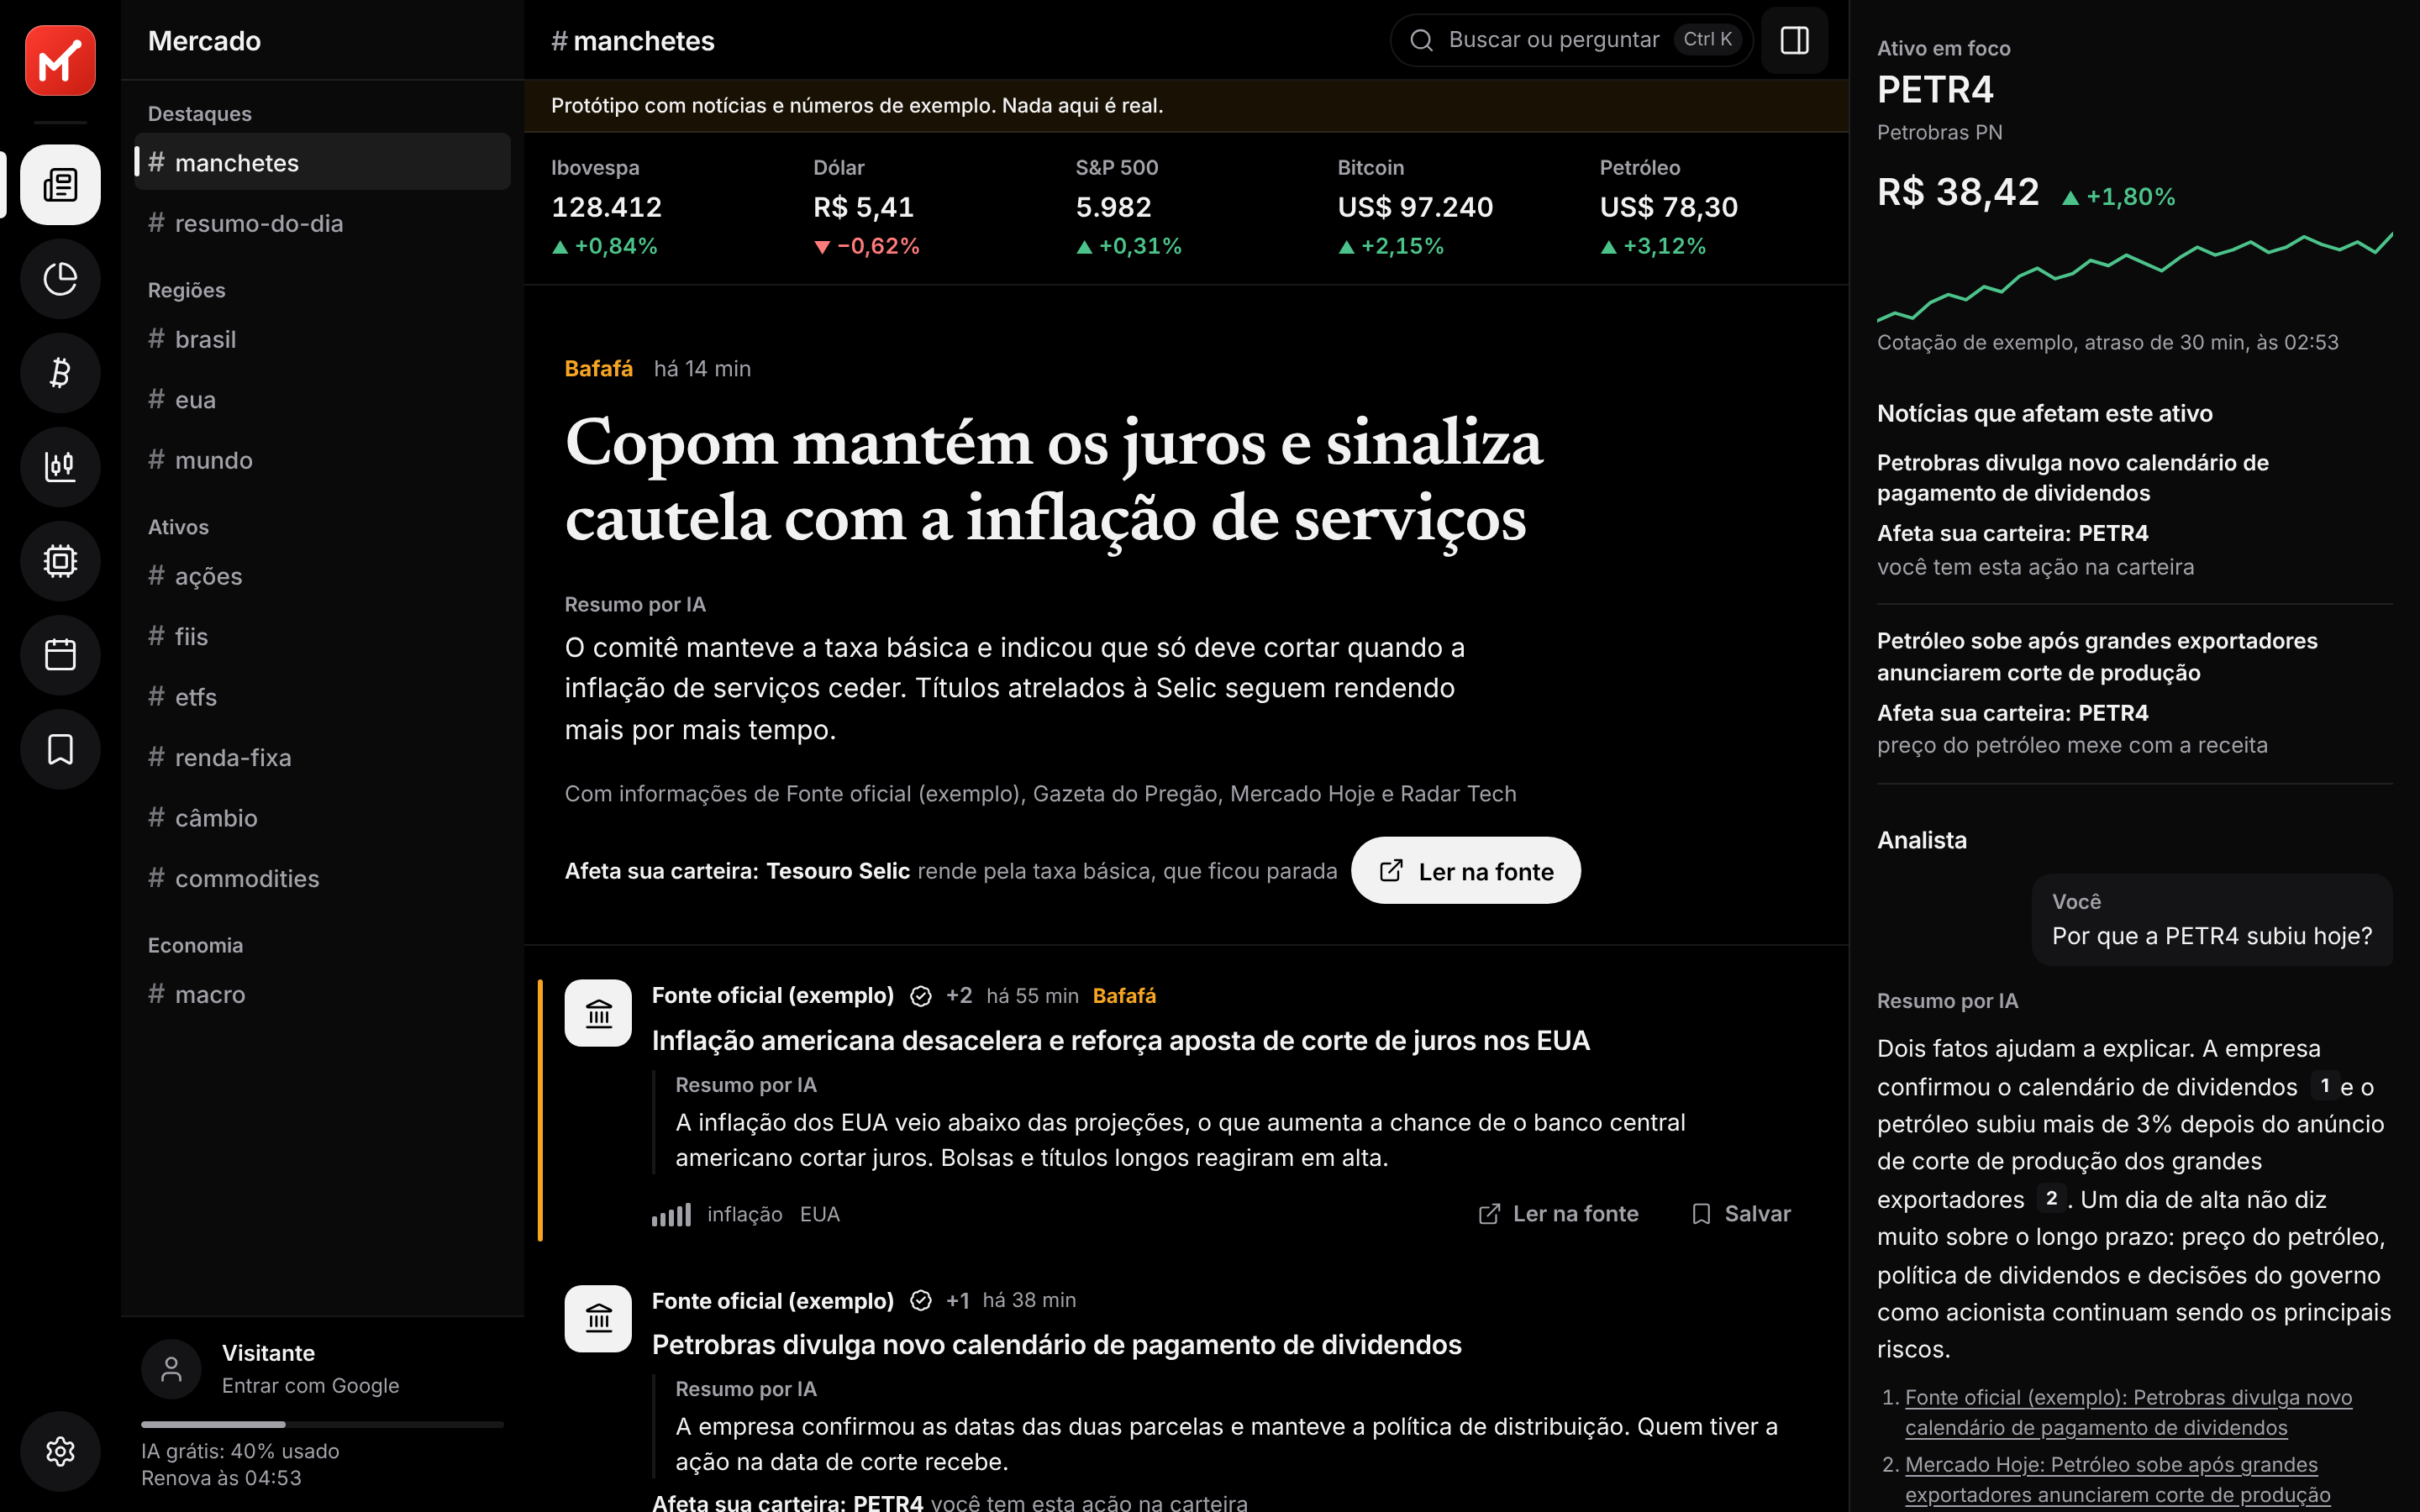 Mercado
Destaques
# manchetes
# resumo-do-dia
Regiões
# brasil
# eua
# mundo
Ativos
# ações
# fiis
# etfs
# renda-fixa
# câmbio
# commodities
Economia
# macro
Visitante
Entrar com Google
IA grátis: 40% usado
Renova às 04:53
# manchetes
Buscar ou perguntar Ctrl K
Protótipo com notícias e números de exemplo. Nada aqui é real.
Ibovespa
128.412
▲ +0,84%
Dólar
R$ 5,41
▼ −0,62%
S&P 500
5.982
▲ +0,31%
Bitcoin
US$ 97.240
▲ +2,15%
Petróleo
US$ 78,30
▲ +3,12%
Bafafá há 14 min
Copom mantém os juros e sinaliza
cautela com a inflação de serviços
Resumo por IA
O comitê manteve a taxa básica e indicou que só deve cortar quando a
inflação de serviços ceder. Títulos atrelados à Selic seguem rendendo
mais por mais tempo.
Com informações de Fonte oficial (exemplo), Gazeta do Pregão, Mercado Hoje e Radar Tech
Afeta sua carteira: Tesouro Selic rende pela taxa básica, que ficou parada Ler na fonte
Fonte oficial (exemplo) +2 há 55 min Bafafá
Inflação americana desacelera e reforça aposta de corte de juros nos EUA
Resumo por IA
A inflação dos EUA veio abaixo das projeções, o que aumenta a chance de o banco central
americano cortar juros. Bolsas e títulos longos reagiram em alta.
inflação EUA Ler na fonte Salvar
Fonte oficial (exemplo) +1 há 38 min
Petrobras divulga novo calendário de pagamento de dividendos
Resumo por IA
A empresa confirmou as datas das duas parcelas e manteve a política de distribuição. Quem tiver a
ação na data de corte recebe.
Afeta sua carteira: PETR4 você tem esta ação na carteira
Ativo em foco
PETR4
Petrobras PN
R$ 38,42 ▲ +1,80%
Cotação de exemplo, atraso de 30 min, às 02:53
Notícias que afetam este ativo
Petrobras divulga novo calendário de
pagamento de dividendos
Afeta sua carteira: PETR4
você tem esta ação na carteira
Petróleo sobe após grandes exportadores
anunciarem corte de produção
Afeta sua carteira: PETR4
preço do petróleo mexe com a receita
Analista
Você
Por que a PETR4 subiu hoje?
Resumo por IA
Dois fatos ajudam a explicar. A empresa
confirmou o calendário de dividendos 1 e o
petróleo subiu mais de 3% depois do anúncio
de corte de produção dos grandes
exportadores 2 . Um dia de alta não diz
muito sobre o longo prazo: preço do petróleo,
política de dividendos e decisões do governo
como acionista continuam sendo os principais
riscos.
1. Fonte oficial (exemplo): Petrobras divulga novo
calendário de pagamento de dividendos
2. Mercado Hoje: Petróleo sobe após grandes
exportadores anunciarem corte de produção